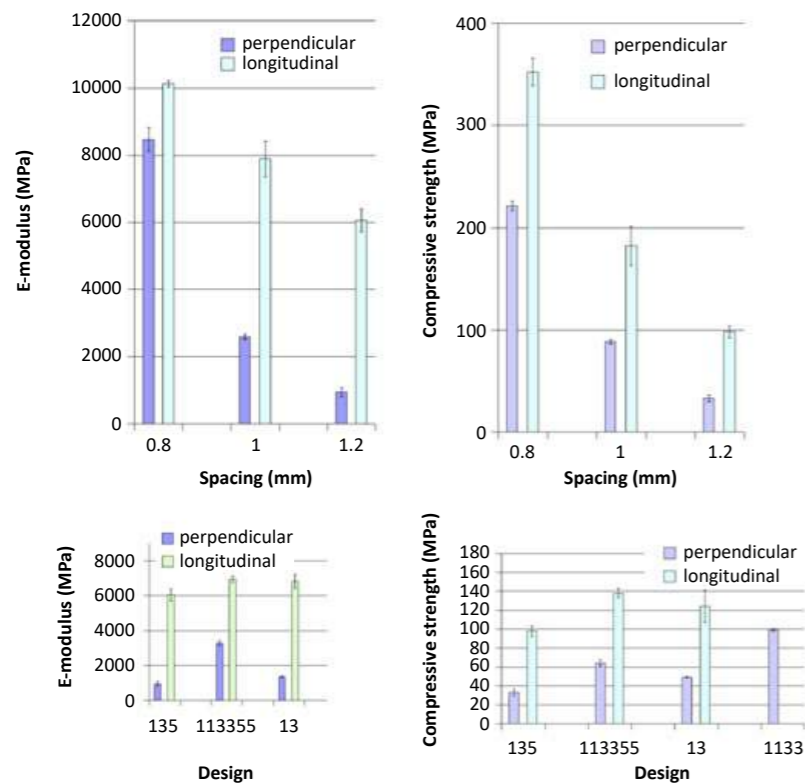 12000
10000
8000
6000
4000
2000
0
E-modulus (MPa)
perpendicular
longitudinal
0.8 1 1.2
Spacing (mm)
400
300
200
100
0
Compressive strength (MPa)
perpendicular
longitudinal
0.8 1 1.2
Spacing (mm)
8000
6000
4000
2000
0
E-modulus (MPa)
perpendicular
longitudinal
135 113355 13
Design
180
160
140
120
100
80
60
40
20
0
Compressive strength (MPa)
perpendicular
longitudinal
135 113355 13 1133
Design